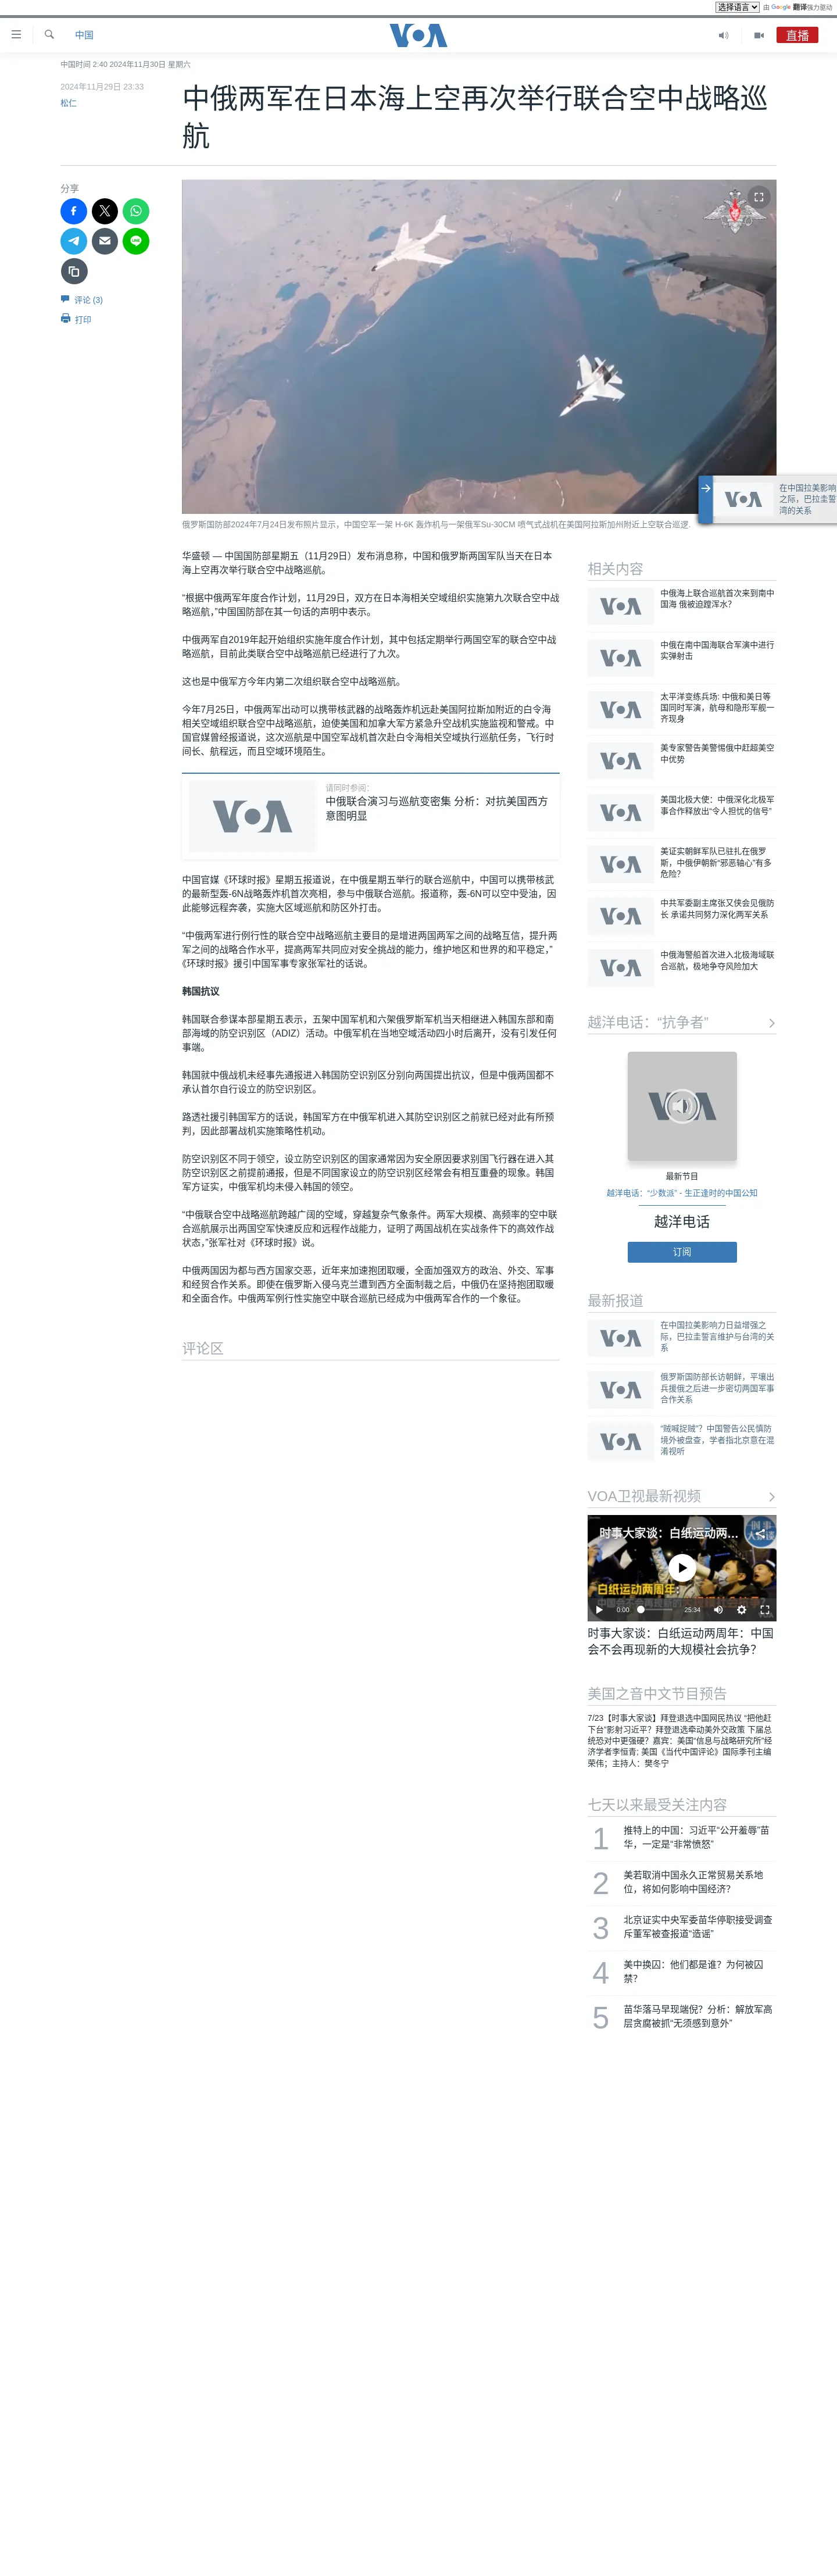 选择语言 由 Google 翻译强力驱动
中国
VOA
直播
中国时间 2:40 2024年11月30日 星期六
2024年11月29日 23:33
松仁
中俄两军在日本海上空再次举行联合空中战略巡
航
分享
评论 (3)
打印
俄罗斯国防部2024年7月24日发布照片显示，中国空军一架 H-6K 轰炸机与一架俄军Su-30CM 喷气式战机在美国阿拉斯加州附近上空联合巡逻.
在中国拉美影响
之际，巴拉圭誓
湾的关系
华盛顿 — 中国国防部星期五（11月29日）发布消息称，中国和俄罗斯两国军队当天在日本
海上空再次举行联合空中战略巡航。
“根据中俄两军年度合作计划，11月29日，双方在日本海相关空域组织实施第九次联合空中战
略巡航，”中国国防部在其一句话的声明中表示。
中俄两军自2019年起开始组织实施年度合作计划，其中包括定期举行两国空军的联合空中战
略巡航，目前此类联合空中战略巡航已经进行了九次。
这也是中俄军方今年内第二次组织联合空中战略巡航。
今年7月25日，中俄两军出动可以携带核武器的战略轰炸机远赴美国阿拉斯加附近的白令海
相关空域组织联合空中战略巡航，迫使美国和加拿大军方紧急升空战机实施监视和警戒。中
国官媒曾经报道说，这次巡航是中国空军战机首次赴白令海相关空域执行巡航任务，飞行时
间长、航程远，而且空域环境陌生。
VOA
请同时参阅:
中俄联合演习与巡航变密集 分析：对抗美国西方
意图明显
中国官媒《环球时报》星期五报道说，在中俄星期五举行的联合巡航中，中国可以携带核武
的最新型轰-6N战略轰炸机首次亮相，参与中俄联合巡航。报道称，轰-6N可以空中受油，因
此能够远程奔袭，实施大区域巡航和防区外打击。
“中俄两军进行例行性的联合空中战略巡航主要目的是增进两国两军之间的战略互信，提升两
军之间的战略合作水平，提高两军共同应对安全挑战的能力，维护地区和世界的和平稳定，”
《环球时报》援引中国军事专家张军社的话说。
韩国抗议
韩国联合参谋本部星期五表示，五架中国军机和六架俄罗斯军机当天相继进入韩国东部和南
部海域的防空识别区（ADIZ）活动。中俄军机在当地空域活动四小时后离开，没有引发任何
事端。
韩国就中俄战机未经事先通报进入韩国防空识别区分别向两国提出抗议，但是中俄两国都不
承认首尔自行设立的防空识别区。
路透社援引韩国军方的话说，韩国军方在中俄军机进入其防空识别区之前就已经对此有所预
判，因此部署战机实施策略性机动。
防空识别区不同于领空，设立防空识别区的国家通常因为安全原因要求别国飞行器在进入其
防空识别区之前提前通报，但是不同国家设立的防空识别区经常会有相互重叠的现象。韩国
军方证实，中俄军机均未侵入韩国的领空。
“中俄联合空中战略巡航跨越广阔的空域，穿越复杂气象条件。两军大规模、高频率的空中联
合巡航展示出两国空军快速反应和远程作战能力，证明了两国战机在实战条件下的高效作战
状态，”张军社对《环球时报》说。
中俄两国因为都与西方国家交恶，近年来加速抱团取暖，全面加强双方的政治、外交、军事
和经贸合作关系。即使在俄罗斯入侵乌克兰遭到西方全面制裁之后，中俄仍在坚持抱团取暖
和全面合作。中俄两军例行性实施空中联合巡航已经成为中俄两军合作的一个象征。
评论区
相关内容
中俄海上联合巡航首次来到南中
国海 俄被迫蹚浑水?
中俄在南中国海联合军演中进行
实弹射击
太平洋变练兵场: 中俄和美日等
国同时军演，航母和隐形军舰一
齐现身
美专家警告美警惕俄中赶超美空
中优势
美国北极大使：中俄深化北极军
事合作释放出“令人担忧的信号”
美证实朝鲜军队已驻扎在俄罗
斯，中俄伊朝新“邪恶轴心”有多
危险?
中共军委副主席张又侠会见俄防
长 承诺共同努力深化两军关系
中俄海警船首次进入北极海域联
合巡航，极地争夺风险加大
越洋电话：“抗争者”
VOA
最新节目
越洋电话：“少数派” - 生正逢时的中国公知
越洋电话
订阅
最新报道
在中国拉美影响力日益增强之
际，巴拉圭誓言维护与台湾的关
系
俄罗斯国防部长访朝鲜，平壤出
兵援俄之后进一步密切两国军事
合作关系
“贼喊捉贼”？中国警告公民慎防
境外被盘查，学者指北京意在混
淆视听
VOA卫视最新视频
时事大家谈：白纸运动两...
白纸运动两周年:
0:00 25:34
时事大家谈：白纸运动两周年：中国
会不会再现新的大规模社会抗争?
美国之音中文节目预告
7/23【时事大家谈】拜登退选中国网民热议 “把他赶
下台”影射习近平？拜登退选牵动美外交政策 下届总
统恐对中更强硬？嘉宾：美国“信息与战略研究所”经
济学者李恒青; 美国《当代中国评论》国际季刊主编
荣伟；主持人：樊冬宁
七天以来最受关注内容
1 推特上的中国：习近平“公开羞辱”苗
华，一定是“非常愤怒”
2 美若取消中国永久正常贸易关系地
位，将如何影响中国经济?
3 北京证实中央军委苗华停职接受调查
斥董军被查报道“造谣”
4 美中换囚：他们都是谁？为何被囚
禁?
5 苗华落马早现端倪？分析：解放军高
层贪腐被抓“无须感到意外”